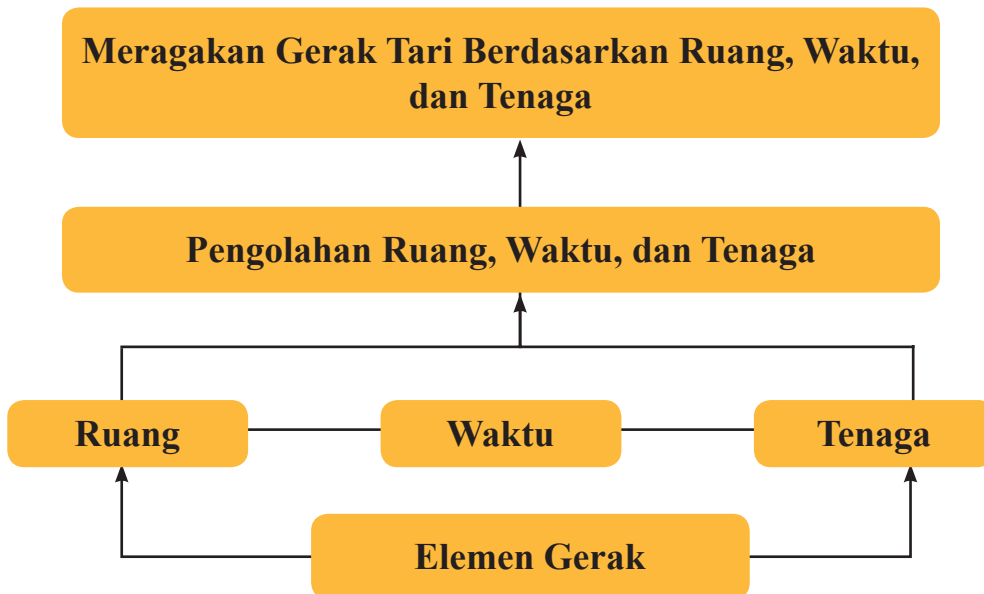 Meragakan Gerak Tari Berdasarkan Ruang, Waktu,
dan Tenaga
Pengolahan Ruang, Waktu, dan Tenaga
Ruang
Waktu
Tenaga
Elemen Gerak